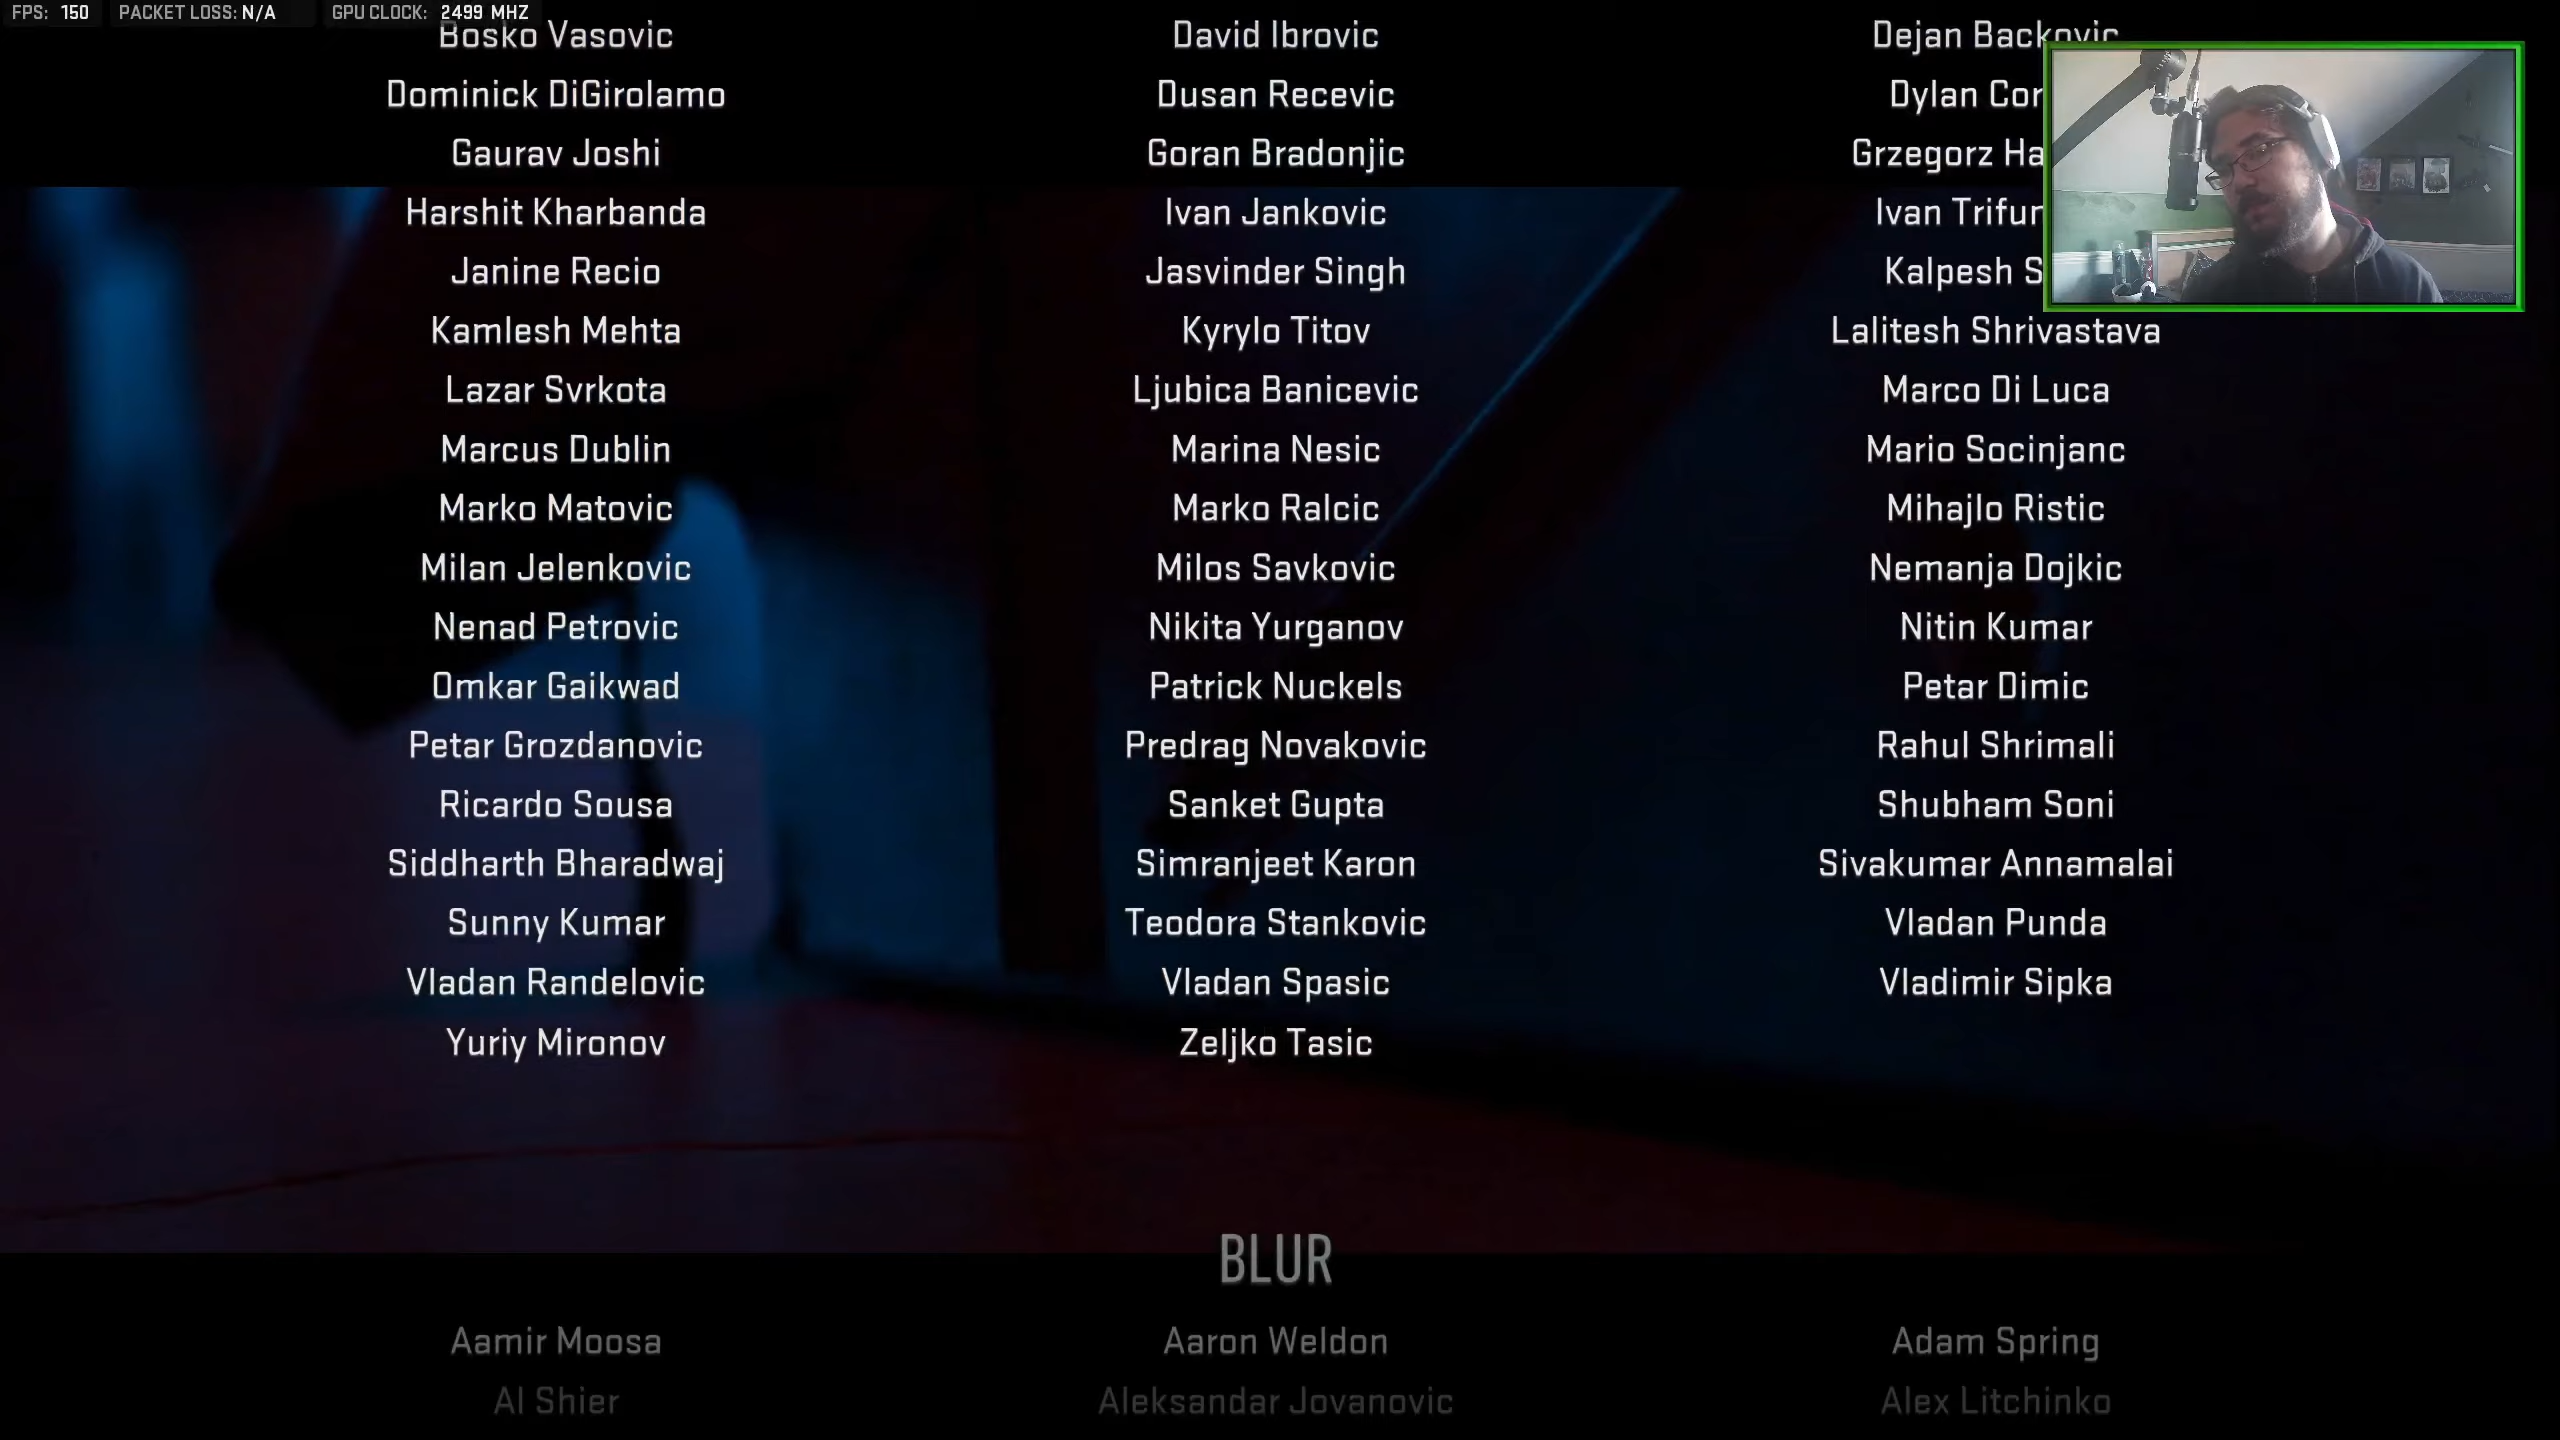 FPS: 150 PACKET LOSS: N/A GPU CLOCK: 2499 MHZ
Bosko Vasovic David Ibrovic Dejan Backovic
Dominick DiGirolamo Dusan Recevic Dylan
Gaurav Joshi Goran Bradonjic Grzegorz
Harshit Kharbanda Ivan Jankovic Ivan
Janine Recio Jasvinder Singh Kalpesh
Kamlesh Mehta Kyrylo Titov Lalitesh Shrivastava
Lazar Svrkota Ljubica Banicevic Marco Di Luca
Marcus Dublin Marina Nesic Mario Socinjanc
Marko Matovic Marko Ralcic Mihajlo Ristic
Milan Jelenkovic Milos Savkovic Nemanja Dojkic
Nenad Petrovic Nikita Yurganov Nitin Kumar
Omkar Gaikwad Patrick Nuckels Petar Dimic
Petar Grozdanovic Predrag Novakovic Rahul Shrimali
Ricardo Sousa Sanket Gupta Shubham Soni
Siddharth Bharadwaj Simranjeet Karon Sivakumar Annamalai
Sunny Kumar Teodora Stankovic Vladan Punda
Vladan Randelovic Vladan Spasic Vladimir Sipka
Yuriy Mironov Zeljko Tasic
BLUR
Aamir Moosa Aaron Weldon Adam Spring
Al Shier Aleksandar Jovanovic Alex Litchinko